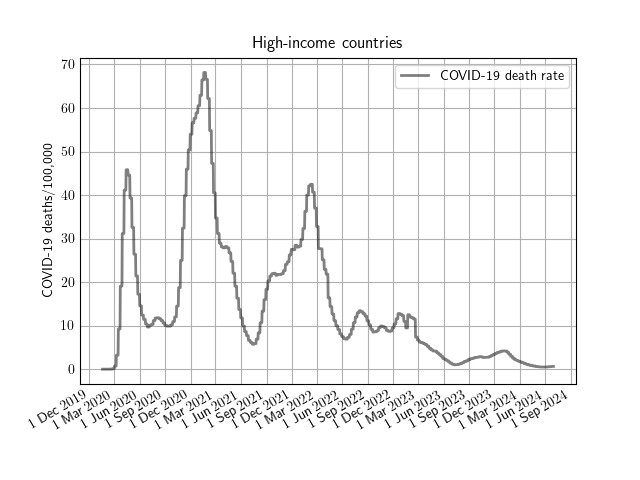 High-income countries
COVID-19 death rate
COVID-19 deaths/100,000
70
60
50
40
30
20
10
0
1 Dec 2019
1 Mar 2020
1 Jun 2020
1 Sep 2020
1 Dec 2020
1 Mar 2021
1 Jun 2021
1 Sep 2021
1 Dec 2021
1 Mar 2022
1 Jun 2022
1 Sep 2022
1 Dec 2022
1 Mar 2023
1 Jun 2023
1 Sep 2023
1 Dec 2023
1 Mar 2024
1 Jun 2024
1 Sep 2024